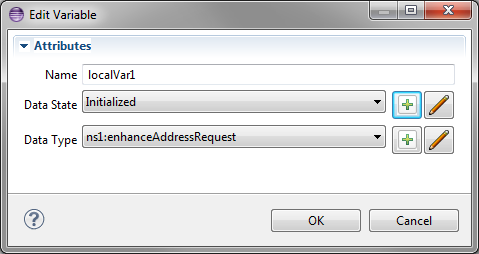 Edit Variable
Attributes
Name localVar1
Data State Initialized
Data Type ns1:enhanceAddressRequest
? OK Cancel